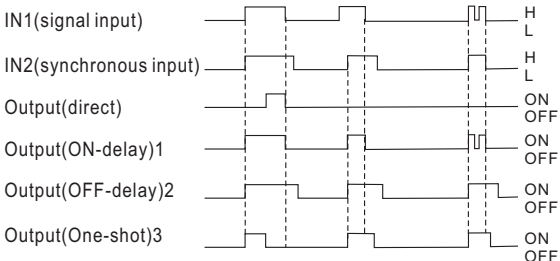 IN1(signal input) H
L
IN2(synchronous input) H
L
Output(direct) ON
OFF
Output(ON-delay)1 ON
OFF
Output(OFF-delay)2 ON
OFF
Output(One-shot)3 ON
OFF